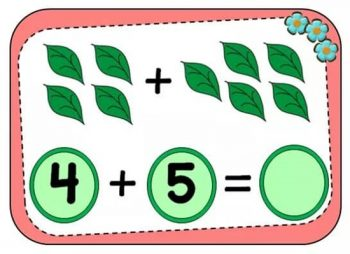 +
4 + 5 =